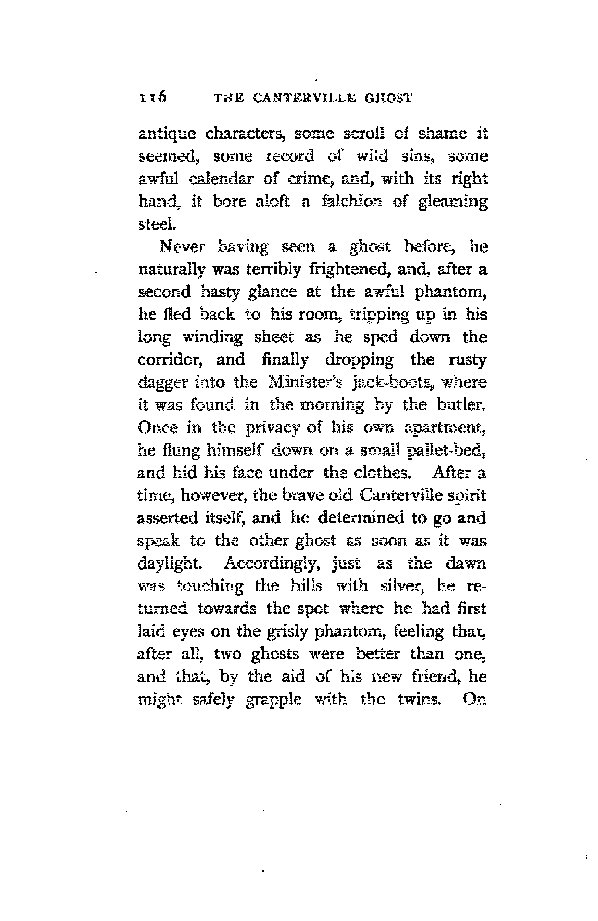 116 THE CANTERVILLE GHOST
antique characters, some scroll of shame it
seemed, some record of wild sins, some
awful calendar of crime, and, with its right
hand, it bore aloft a falchion of gleaming
steel.
Never having seen a ghost before, he
naturally was terribly frightened, and, after a
second hasty glance at the awful phantom,
he fled back to his room, tripping up in his
long winding sheet as he sped down the
corridor, and finally dropping the rusty
dagger into the Minister's jack-boots, where
it was found in the morning by the butler.
Once in the privacy of his own apartment,
he flung himself down on a small pallet-bed,
and hid his face under the clothes. After a
time, however, the brave old Canterville spirit
asserted itself, and he determined to go and
speak to the other ghost as soon as it was
daylight. Accordingly, just as the dawn
was touching the hills with silver, he re-
turned towards the spot where he had first
laid eyes on the grisly phantom, feeling that,
after all, two ghosts were better than one,
and that, by the aid of his new friend, he
might safely grapple with the twins. On